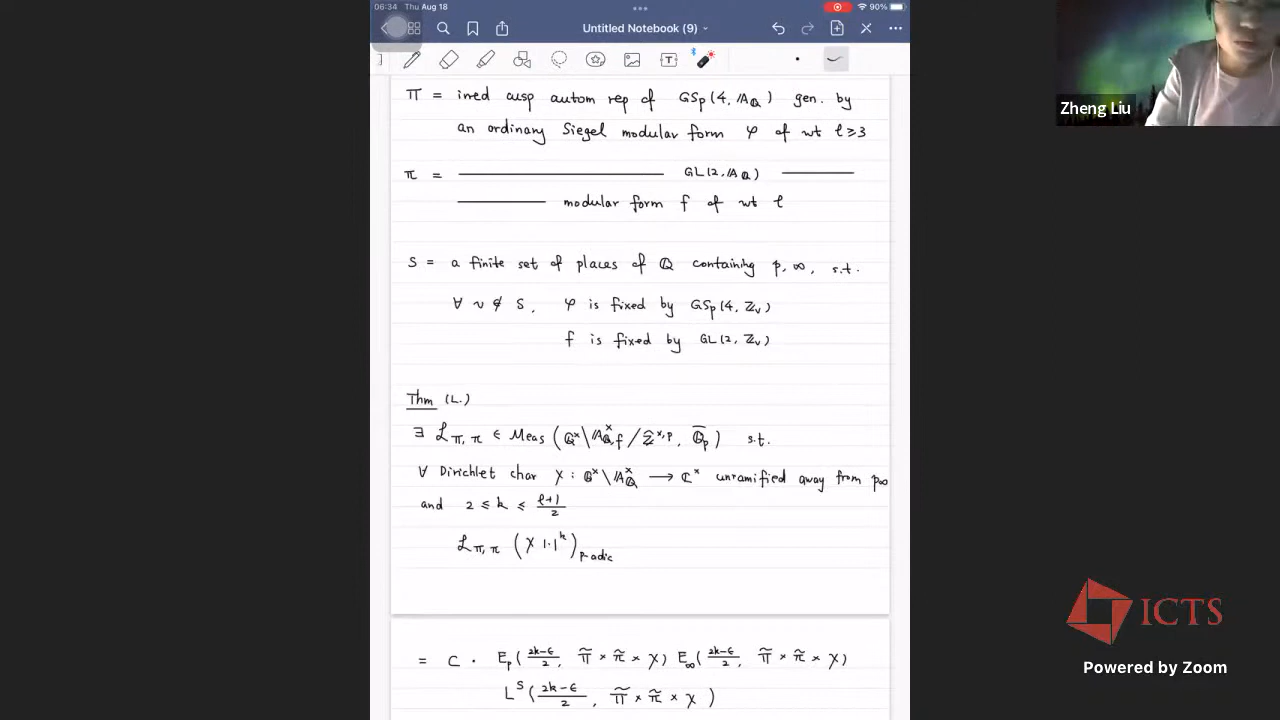 06:34 Thu Aug 18
90%
Untitled Notebook (9)
Π = irred cusp autom rep of GSp(4, 𝔸_ℚ) gen. by
an ordinary Siegel modular form φ of wt ℓ ≥ 3
π = ———— GL(2, 𝔸_ℚ) ——
—— modular form f of wt ℓ
S = a finite set of places of ℚ containing p, ∞, s.t.
∀ v ∉ S, φ is fixed by GSp(4, ℤ_v)
f is fixed by GL(2, ℤ_v)
Thm (L.)
∃ ℒ_{Π,π} ∈ Meas (ℚ^×\𝔸^×_{ℚ,f}/ℤ̂^{×,p}, ℚ̄_p) s.t.
∀ Dirichlet char χ : ℚ^×\𝔸^×_ℚ → ℂ^× unramified away from p∞
and 2 ≤ k ≤ (ℓ+1)/2
ℒ_{Π,π} (χ |·|^k)_{p-adic}
= C · E_p((2k-ℓ)/2, Π̃ × π̃ × χ) E_∞((2k-ℓ)/2, Π̃ × π̃ × χ)
L^S((2k-ℓ)/2, Π̃ × π̃ × χ)
Zheng Liu
ICTS
Powered by Zoom